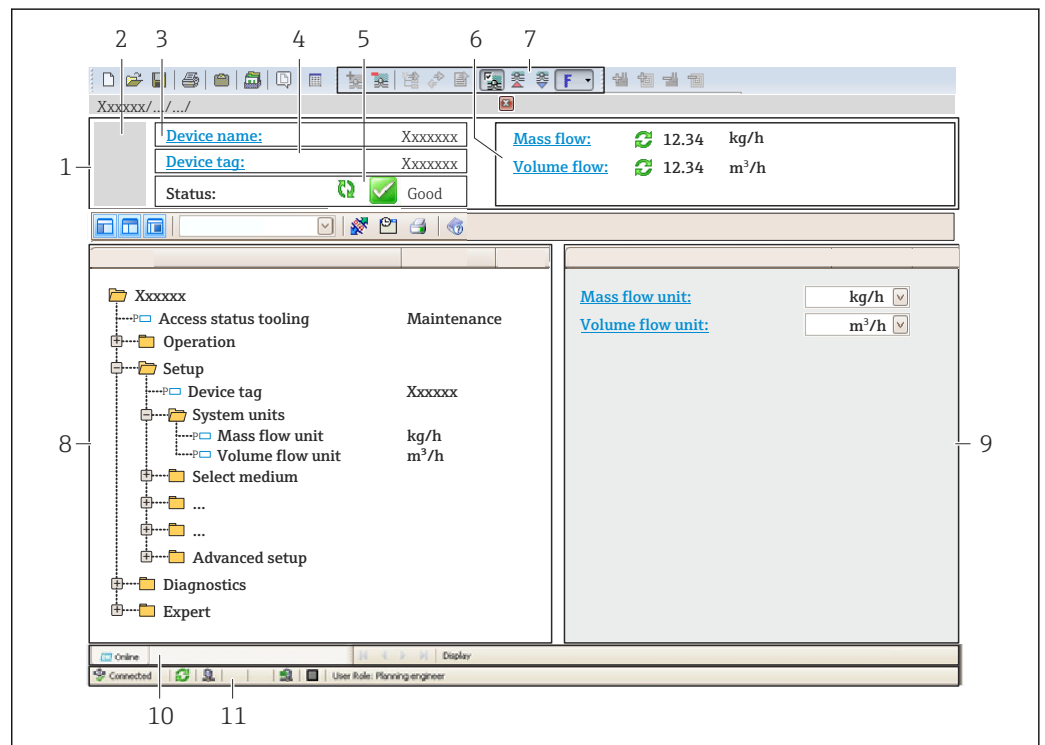 2 3 4 5 6 7
F
Xxxxxx/.../.../
1
Device name: Xxxxxxx
Device tag: Xxxxxxx
Status: Good
Mass flow: 12.34 kg/h
Volume flow: 12.34 m³/h
Xxxxxx
P Access status tooling Maintenance
Operation
Setup
P Device tag Xxxxxx
System units
P Mass flow unit kg/h
P Volume flow unit m³/h
Select medium
...
...
Advanced setup
Diagnostics
Expert
8
Mass flow unit: kg/h
Volume flow unit: m³/h
9
Online Display
Connected User Role: Planning engineer
10 11